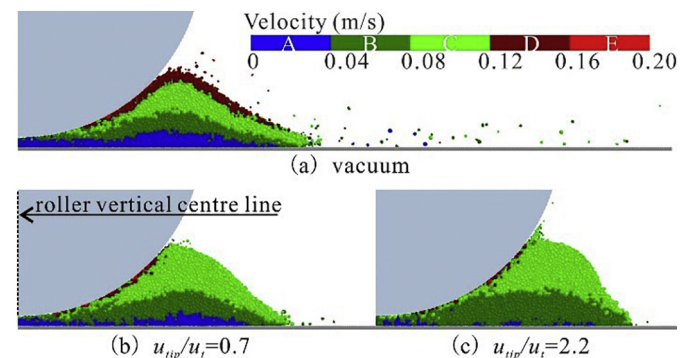 Velocity (m/s)
A B C D E
0 0.04 0.08 0.12 0.16 0.20
(a) vacuum
roller vertical centre line
(b) u_tip/u_t=0.7
(c) u_tip/u_t=2.2